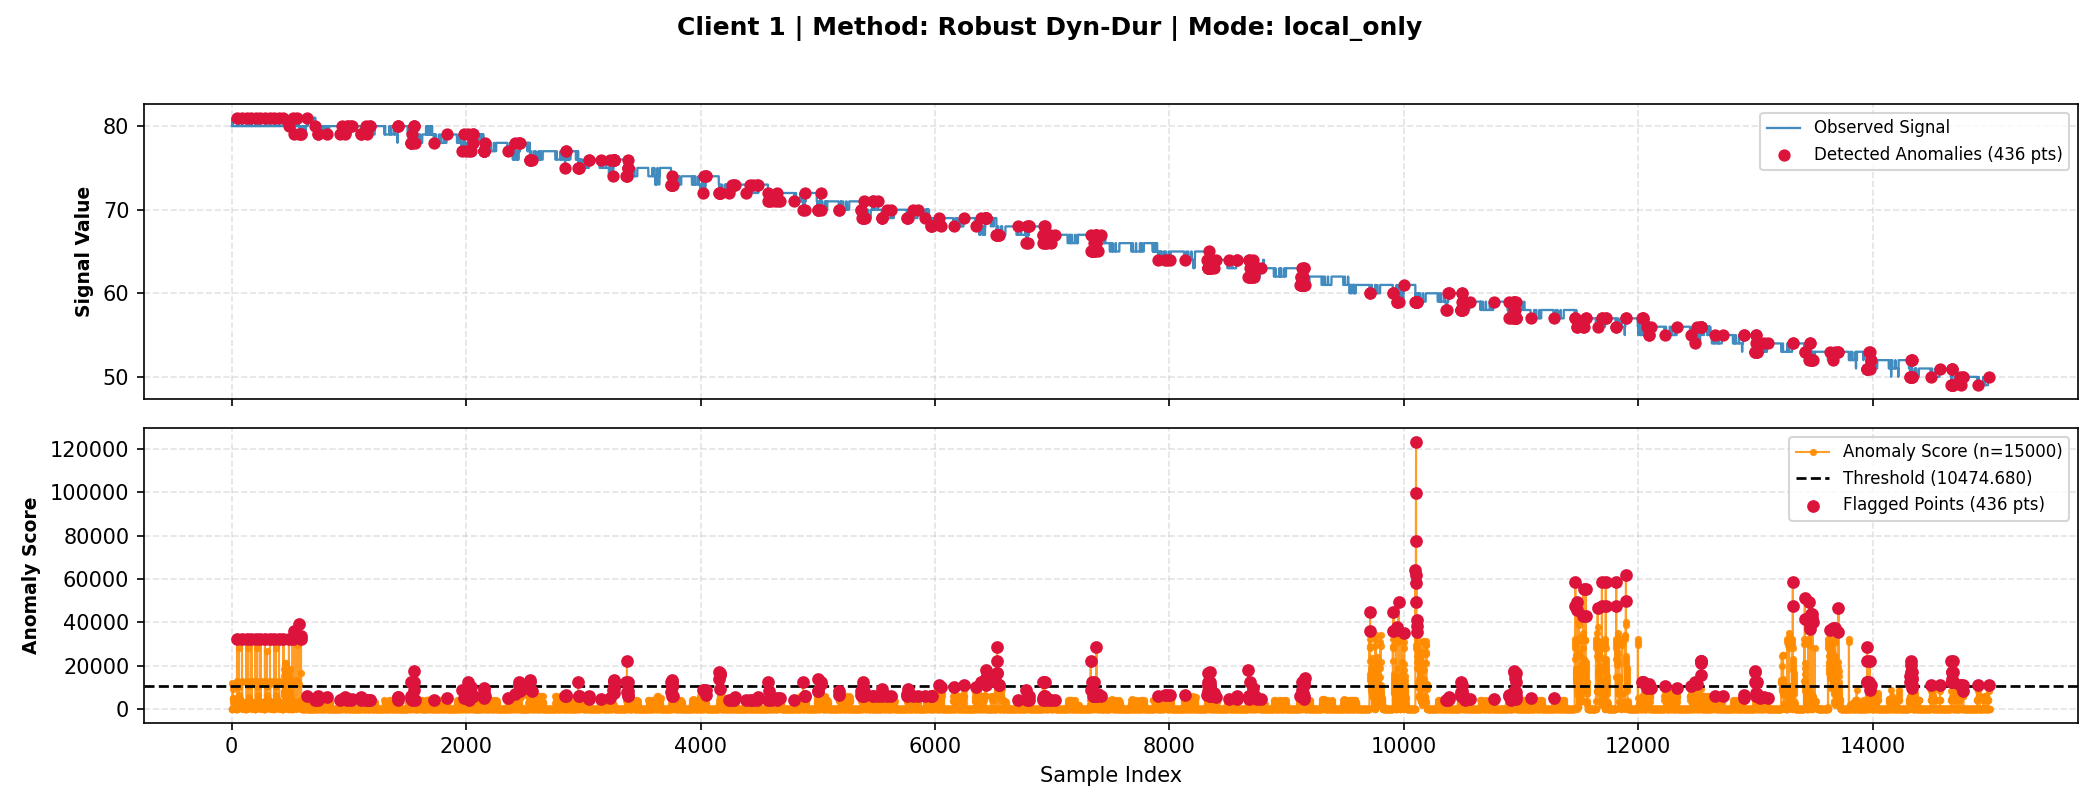 Client 1 | Method: Robust Dyn-Dur | Mode: local_only
80
70
60
50
Signal Value
Observed Signal
Detected Anomalies (436 pts)
120000
100000
80000
60000
40000
20000
0
Anomaly Score
Anomaly Score (n=15000)
Threshold (10474.680)
Flagged Points (436 pts)
0 2000 4000 6000 8000 10000 12000 14000
Sample Index